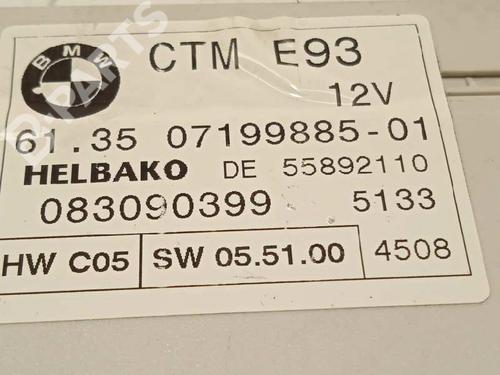 BMW CTM E93
12V
61.35 07199885-01
HELBAKO DE 55892110
083090399 5133
HW C05 SW 05.51.00 4508
B-PARTS